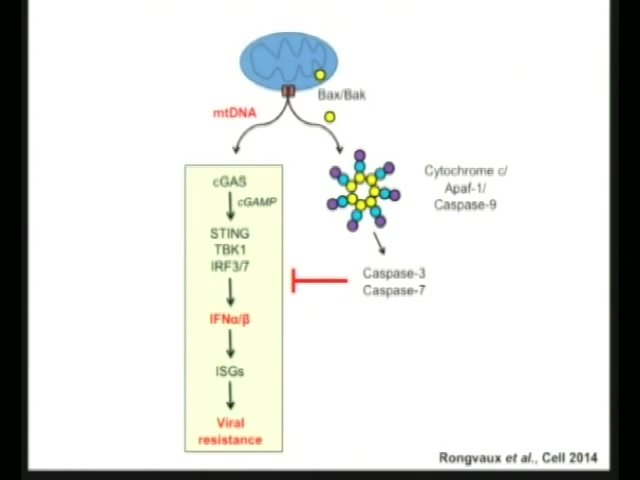 Bax/Bak
mtDNA
cGAS
cGAMP
STING
TBK1
IRF3/7
IFNα/β
ISGs
Viral
resistance
Cytochrome c/
Apaf-1/
Caspase-9
Caspase-3
Caspase-7
Rongvaux et al., Cell 2014